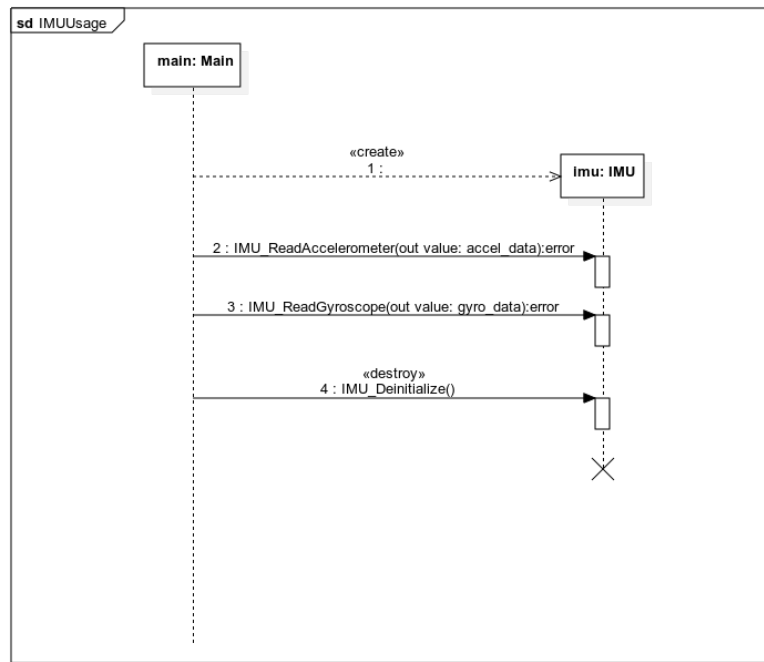 sd IMUUsage
main: Main
«create»
1 :
imu: IMU
2 : IMU_ReadAccelerometer(out value: accel_data):error
3 : IMU_ReadGyroscope(out value: gyro_data):error
«destroy»
4 : IMU_Deinitialize()